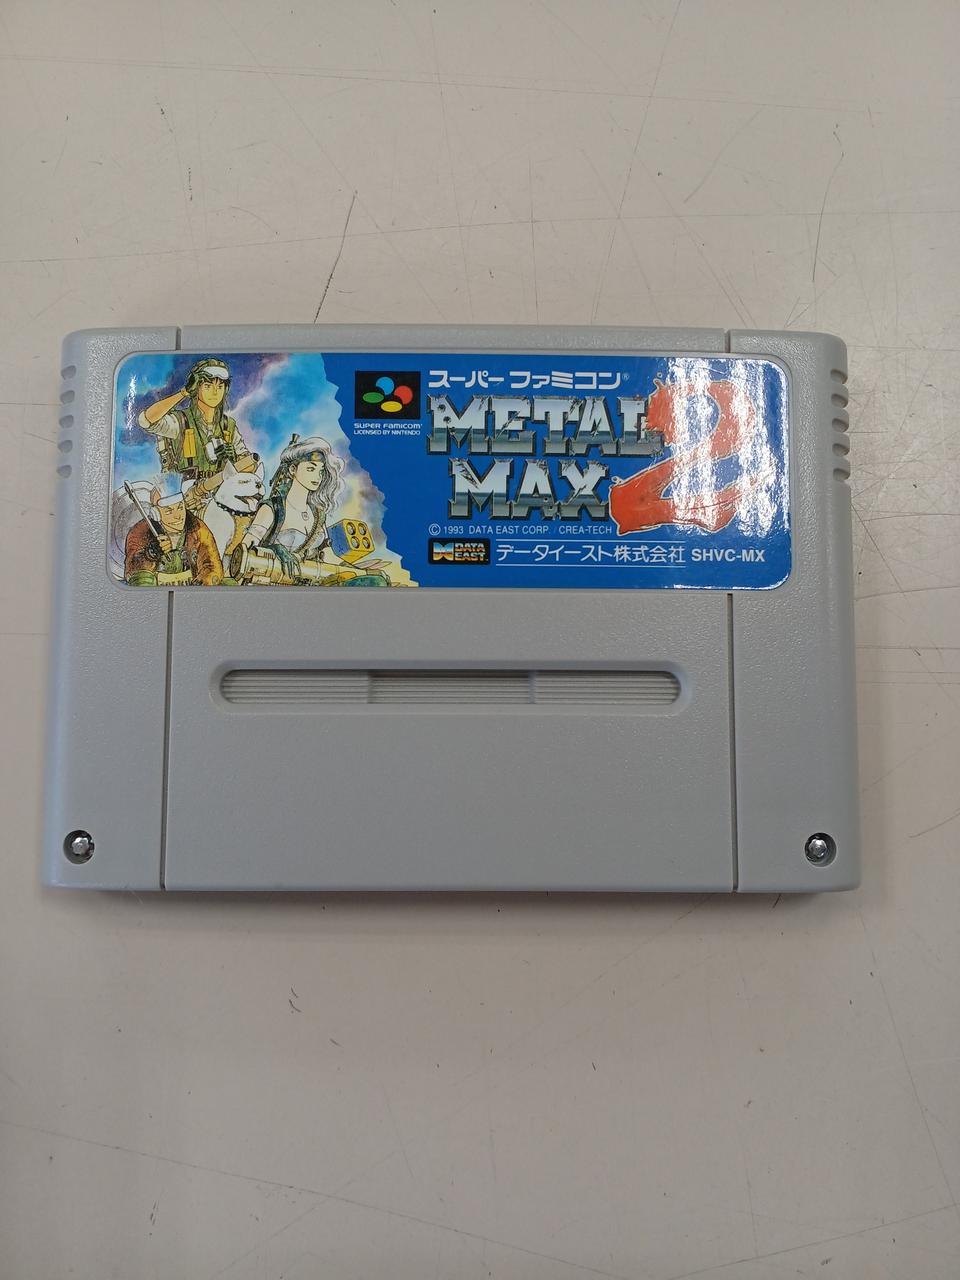 スーパーファミコン®
METAL
MAX 2
SUPER FAMICOM®
LICENSED BY NINTENDO
© 1993 DATA EAST CORP. / CREA-TECH
DATA EAST データイースト株式会社 SHVC-MX